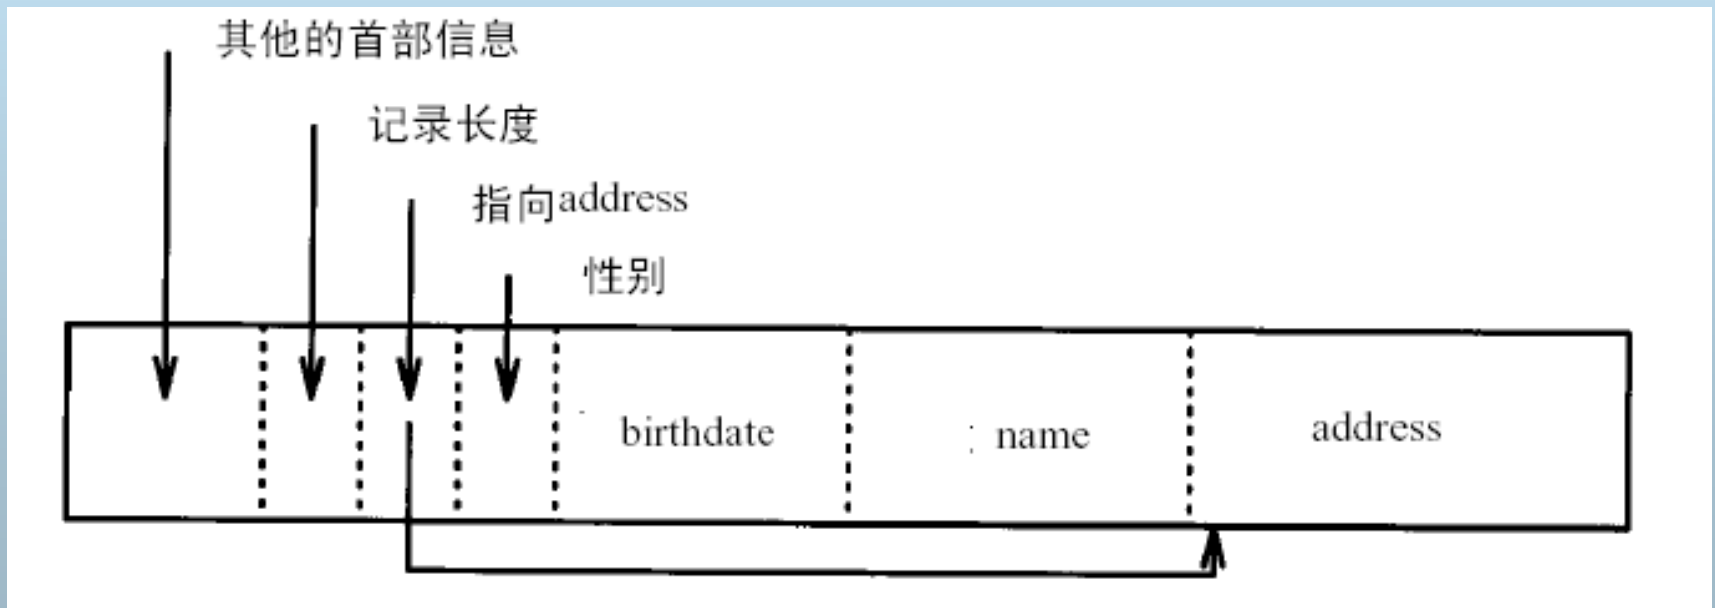 其他的首部信息
记录长度
指向address
性别
birthdate
name
address